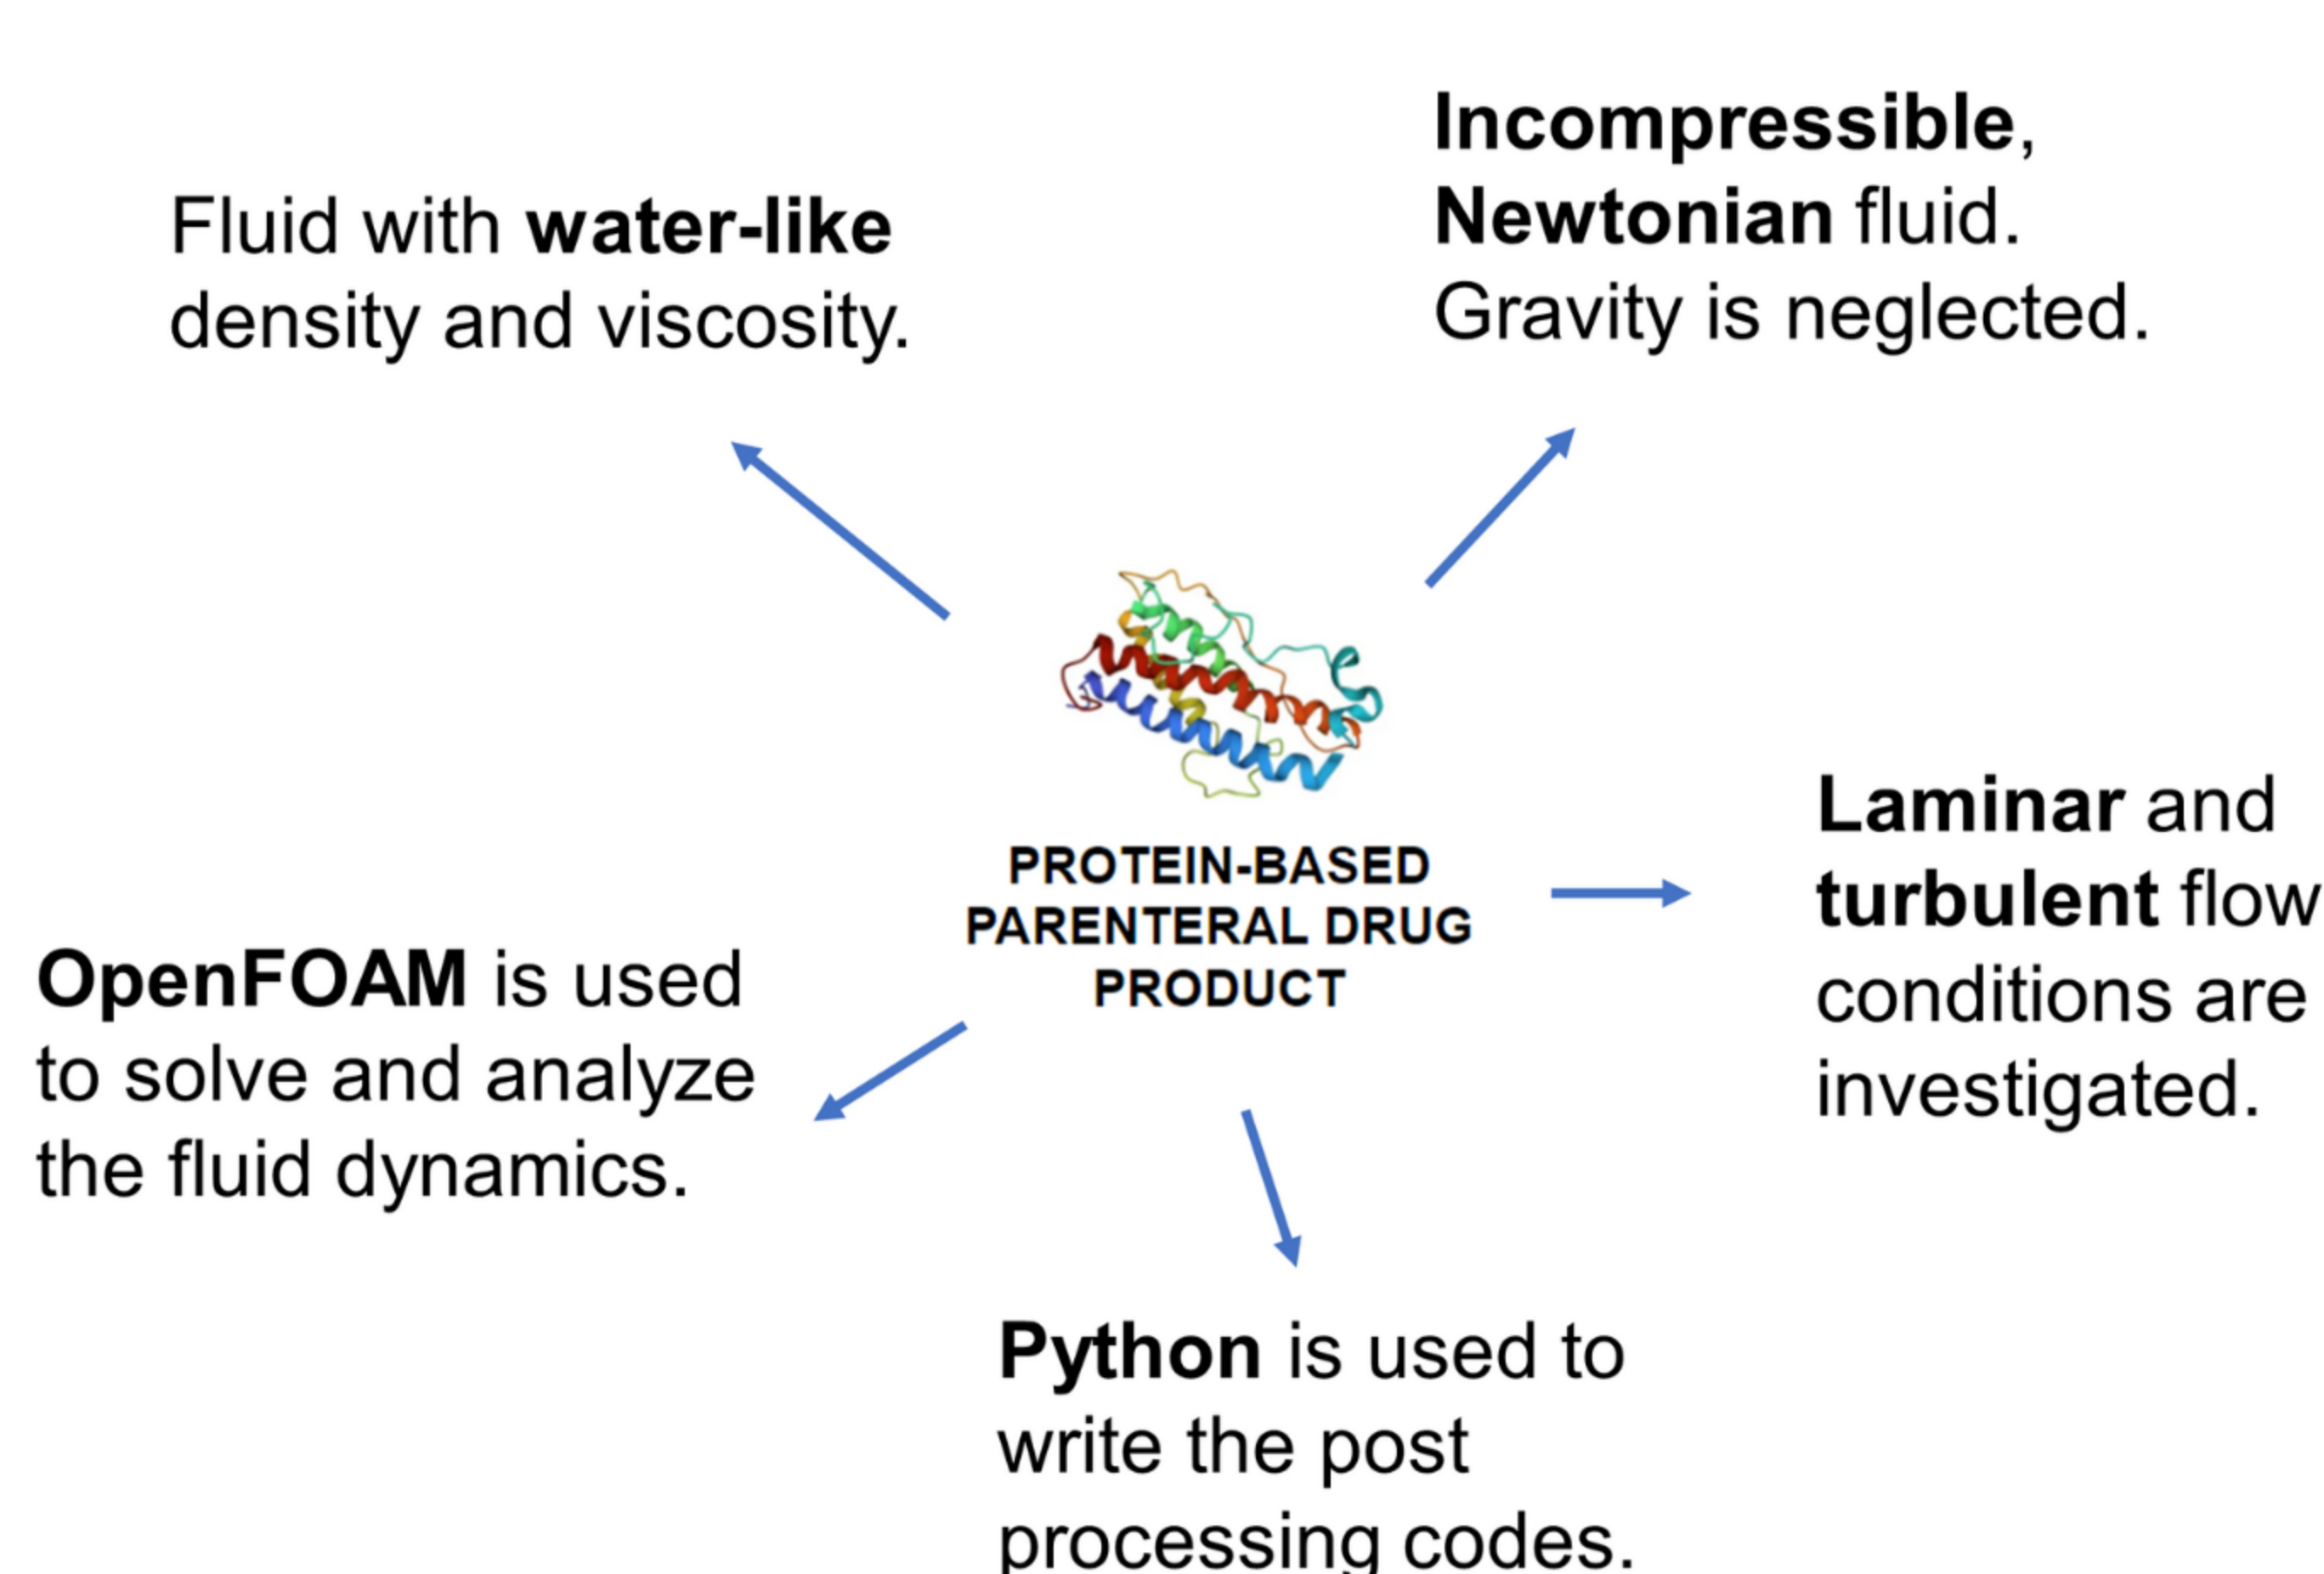 Fluid with water-like
density and viscosity.
Incompressible,
Newtonian fluid.
Gravity is neglected.
PROTEIN-BASED
PARENTERAL DRUG
PRODUCT
Laminar and
turbulent flow
conditions are
investigated.
OpenFOAM is used
to solve and analyze
the fluid dynamics.
Python is used to
write the post
processing codes.